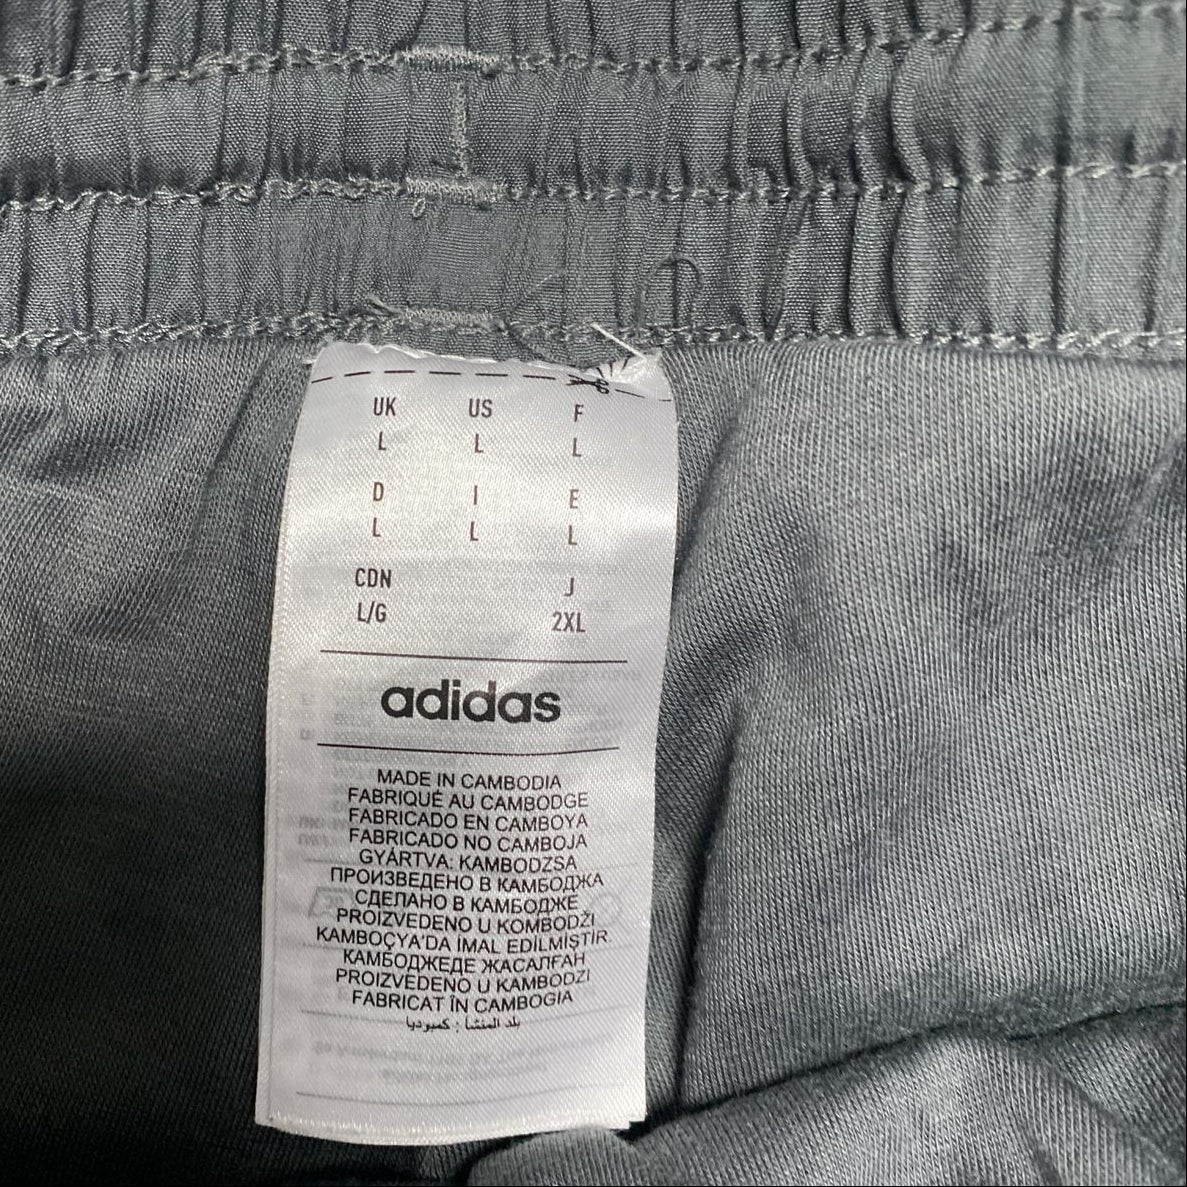 UK US F
L L L
D I E
L L L
CDN J
L/G 2XL
adidas
MADE IN CAMBODIA
FABRIQUÉ AU CAMBODGE
FABRICADO EN CAMBOYA
FABRICADO NO CAMBOJA
GYÁRTVA: KAMBODZSA
ПРОИЗВЕДЕНО В КАМБОДЖА
СДЕЛАНО В КАМБОДЖЕ
PROIZVEDENO U KOMBODŽI
KAMBOÇYA'DA İMAL EDİLMİŞTİR.
КАМБОДЖЕДЕ ЖАСАЛҒАН
PROIZVEDENO U KAMBODZI
FABRICAT ÎN CAMBOGIA
بلد المنشأ : كمبوديا